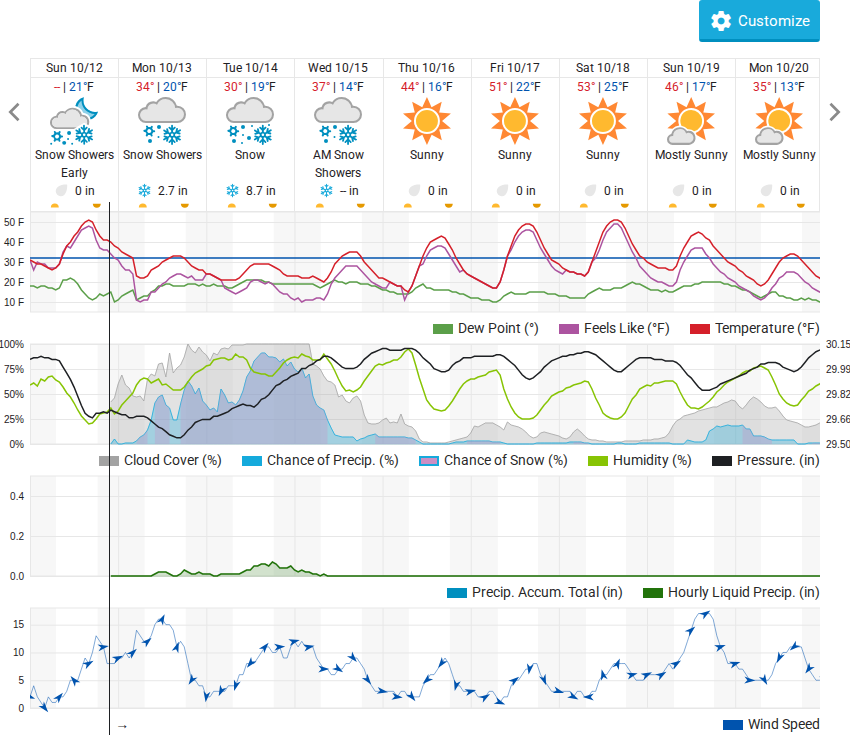 Customize
Sun 10/12 Mon 10/13 Tue 10/14 Wed 10/15 Thu 10/16 Fri 10/17 Sat 10/18 Sun 10/19 Mon 10/20
-- | 21°F 34° | 20°F 30° | 19°F 37° | 14°F 44° | 16°F 51° | 22°F 53° | 25°F 46° | 17°F 35° | 13°F
Snow Showers Early Snow Showers Snow AM Snow Showers Sunny Sunny Sunny Mostly Sunny Mostly Sunny
0 in 2.7 in 8.7 in -- in 0 in 0 in 0 in 0 in 0 in
50 F
40 F
30 F
20 F
10 F
Dew Point (°) Feels Like (°F) Temperature (°F)
100% 30.15
75% 29.99
50% 29.82
25% 29.66
0% 29.50
Cloud Cover (%) Chance of Precip. (%) Chance of Snow (%) Humidity (%) Pressure. (in)
0.4
0.2
0.0
Precip. Accum. Total (in) Hourly Liquid Precip. (in)
15
10
5
0
→ Wind Speed